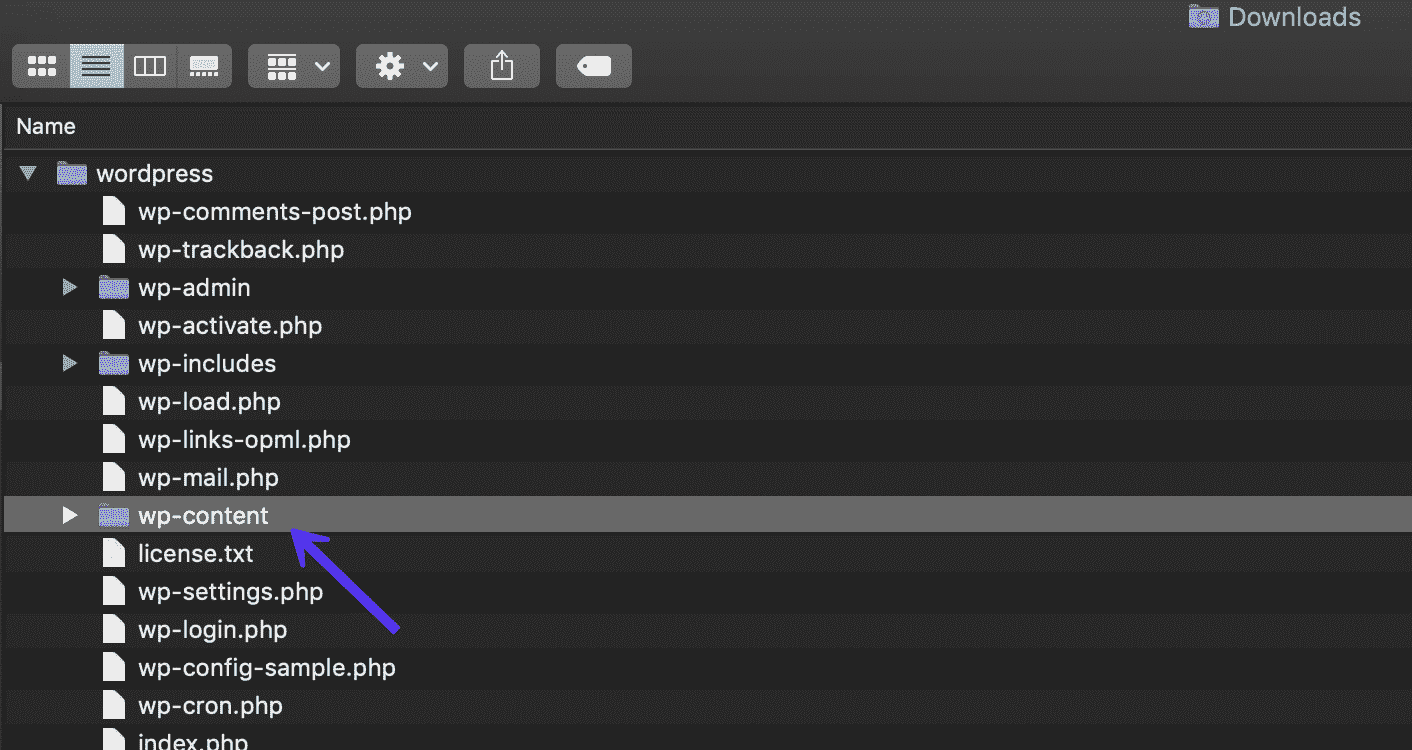 Downloads
Name
wordpress
wp-comments-post.php
wp-trackback.php
wp-admin
wp-activate.php
wp-includes
wp-load.php
wp-links-opml.php
wp-mail.php
wp-content
license.txt
wp-settings.php
wp-login.php
wp-config-sample.php
wp-cron.php
index.php